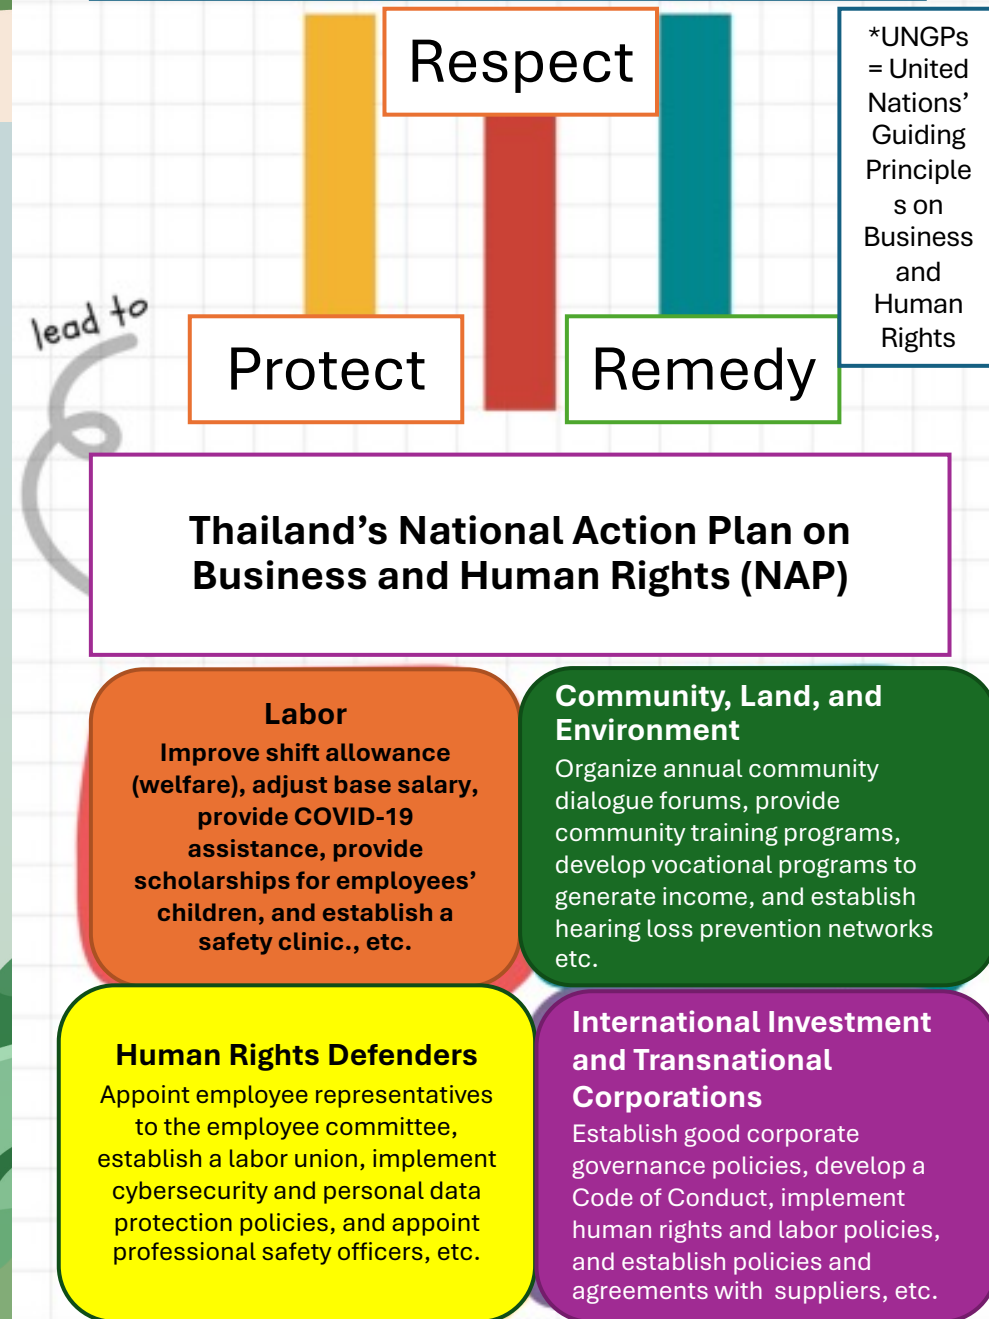 Respect
*UNGPs
= United
Nations’
Guiding
Principle
s on
Business
and
Human
Rights
lead to
Protect
Remedy
Thailand’s National Action Plan on
Business and Human Rights (NAP)
Labor
Improve shift allowance
(welfare), adjust base salary,
provide COVID-19
assistance, provide
scholarships for employees’
children, and establish a
safety clinic., etc.
Community, Land, and
Environment
Organize annual community
dialogue forums, provide
community training programs,
develop vocational programs to
generate income, and establish
hearing loss prevention networks
etc.
Human Rights Defenders
Appoint employee representatives
to the employee committee,
establish a labor union, implement
cybersecurity and personal data
protection policies, and appoint
professional safety officers, etc.
International Investment
and Transnational
Corporations
Establish good corporate
governance policies, develop a
Code of Conduct, implement
human rights and labor policies,
and establish policies and
agreements with  suppliers, etc.